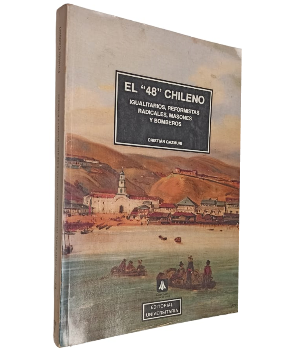 EL "48" CHILENO
IGUALITARIOS, REFORMISTAS
RADICALES, MASONES
Y BOMBEROS
CRISTIÁN GAZMURI
EDITORIAL
UNIVERSITARIA